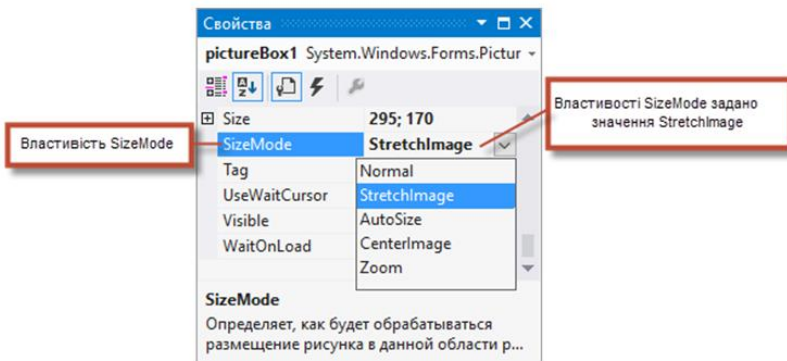 Свойства
pictureBox1 System.Windows.Forms.Pictur
Size 295; 170
Властивість SizeMode
SizeMode StretchImage
Властивості SizeMode задано
значення StretchImage
Tag
UseWaitCursor
Visible
WaitOnLoad
Normal
StretchImage
AutoSize
CenterImage
Zoom
SizeMode
Определяет, как будет обрабатываться
размещение рисунка в данной области р...